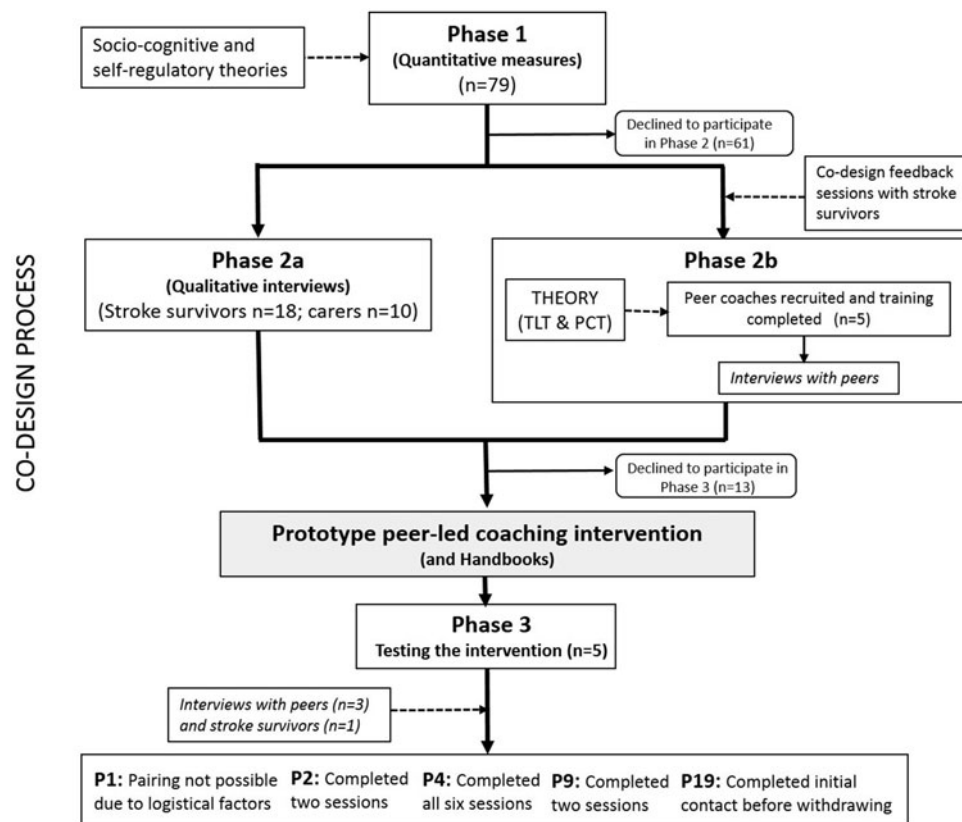 Phase 1
(Quantitative measures)
(n=79)
Socio-cognitive and
self-regulatory theories
Declined to participate
in Phase 2 (n=61)
Co-design feedback
sessions with stroke
survivors
CO-DESIGN PROCESS
Phase 2a
(Qualitative interviews)
(Stroke survivors n=18; carers n=10)
Phase 2b
THEORY
(TLT & PCT)
Peer coaches recruited and training
completed (n=5)
Interviews with peers
Declined to participate in
Phase 3 (n=13)
Prototype peer-led coaching intervention
(and Handbooks)
Phase 3
Testing the intervention (n=5)
Interviews with peers (n=3)
and stroke survivors (n=1)
P1: Pairing not possible
due to logistical factors
P2: Completed
two sessions
P4: Completed
all six sessions
P9: Completed
two sessions
P19: Completed initial
contact before withdrawing